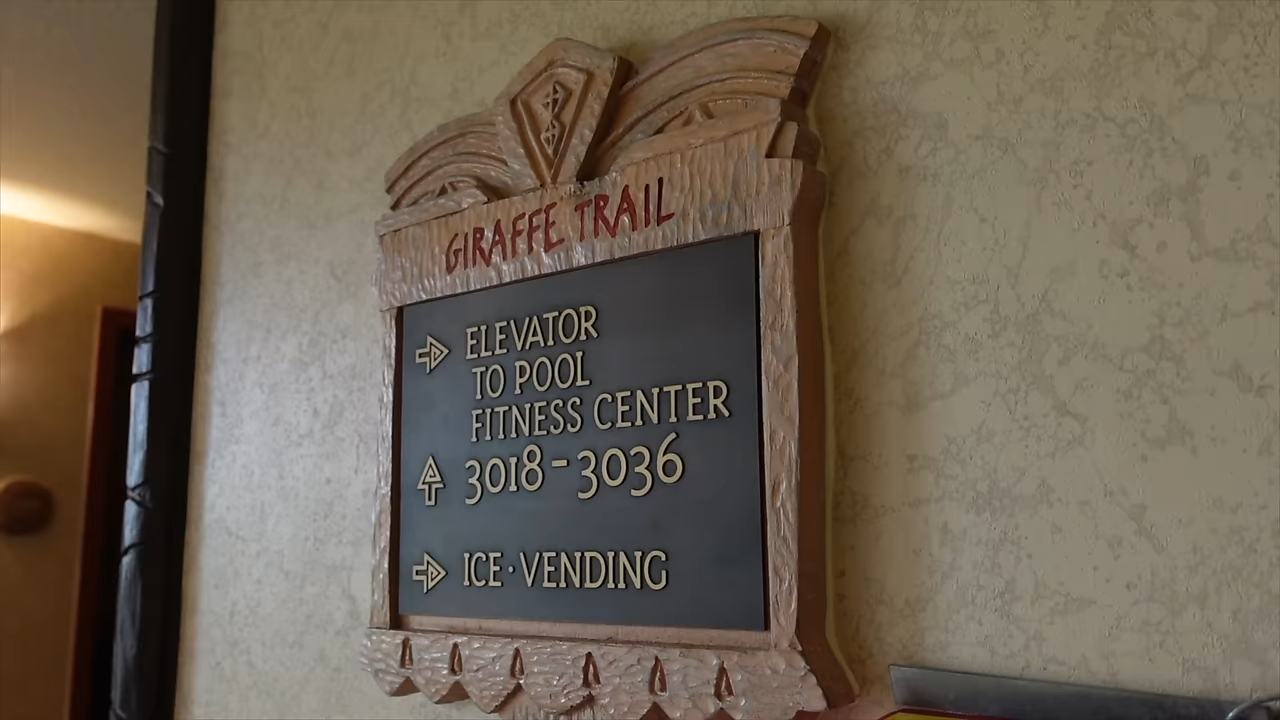 GIRAFFE TRAIL
ELEVATOR
TO POOL
FITNESS CENTER
3018-3036
ICE·VENDING